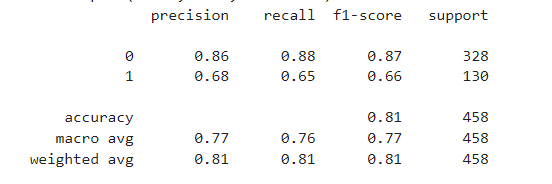 precision recall f1-score support
0 0.86 0.88 0.87 328
1 0.68 0.65 0.66 130
accuracy 0.81 458
macro avg 0.77 0.76 0.77 458
weighted avg 0.81 0.81 0.81 458